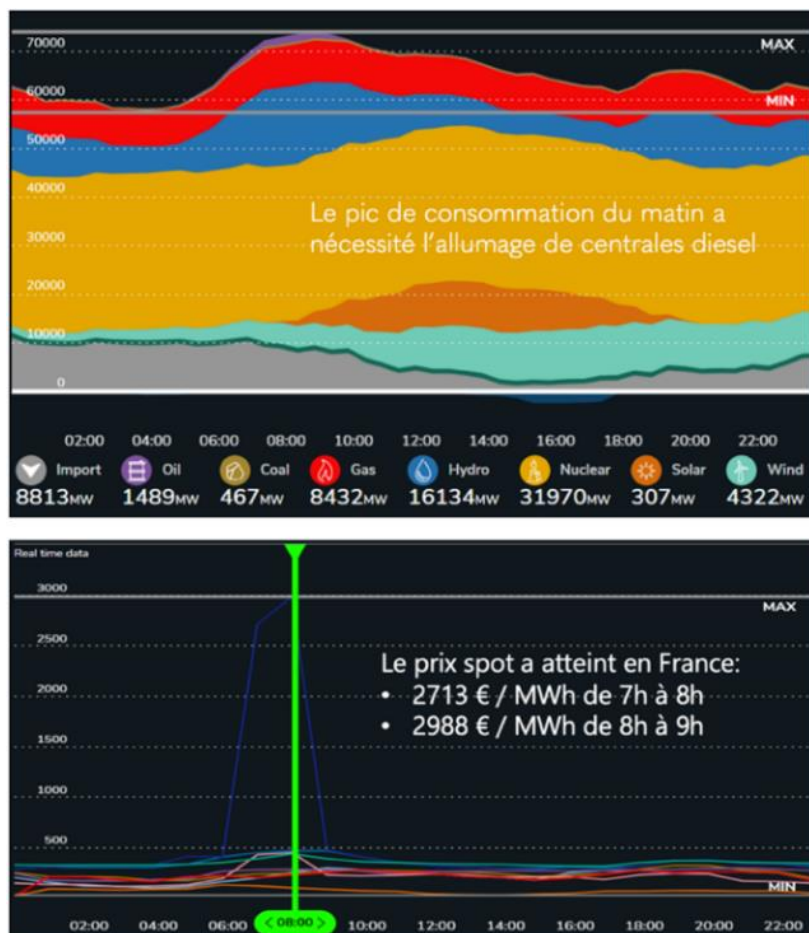 70000
MAX
60000
MIN
50000
40000
Le pic de consommation du matin a
nécessité l'allumage de centrales diesel
30000
20000
10000
0
02:00 04:00 06:00 08:00 10:00 12:00 14:00 16:00 18:00 20:00 22:00
Import Oil Coal Gas Hydro Nuclear Solar Wind
8813MW 1489MW 467MW 8432MW 16134MW 31970MW 307MW 4322MW
Real time data
3000
MAX
2500
Le prix spot a atteint en France:
2000
• 2713 € / MWh de 7h à 8h
• 2988 € / MWh de 8h à 9h
1500
1000
500
MIN
02:00 04:00 06:00 < 08:00 > 10:00 12:00 14:00 16:00 18:00 20:00 22:00